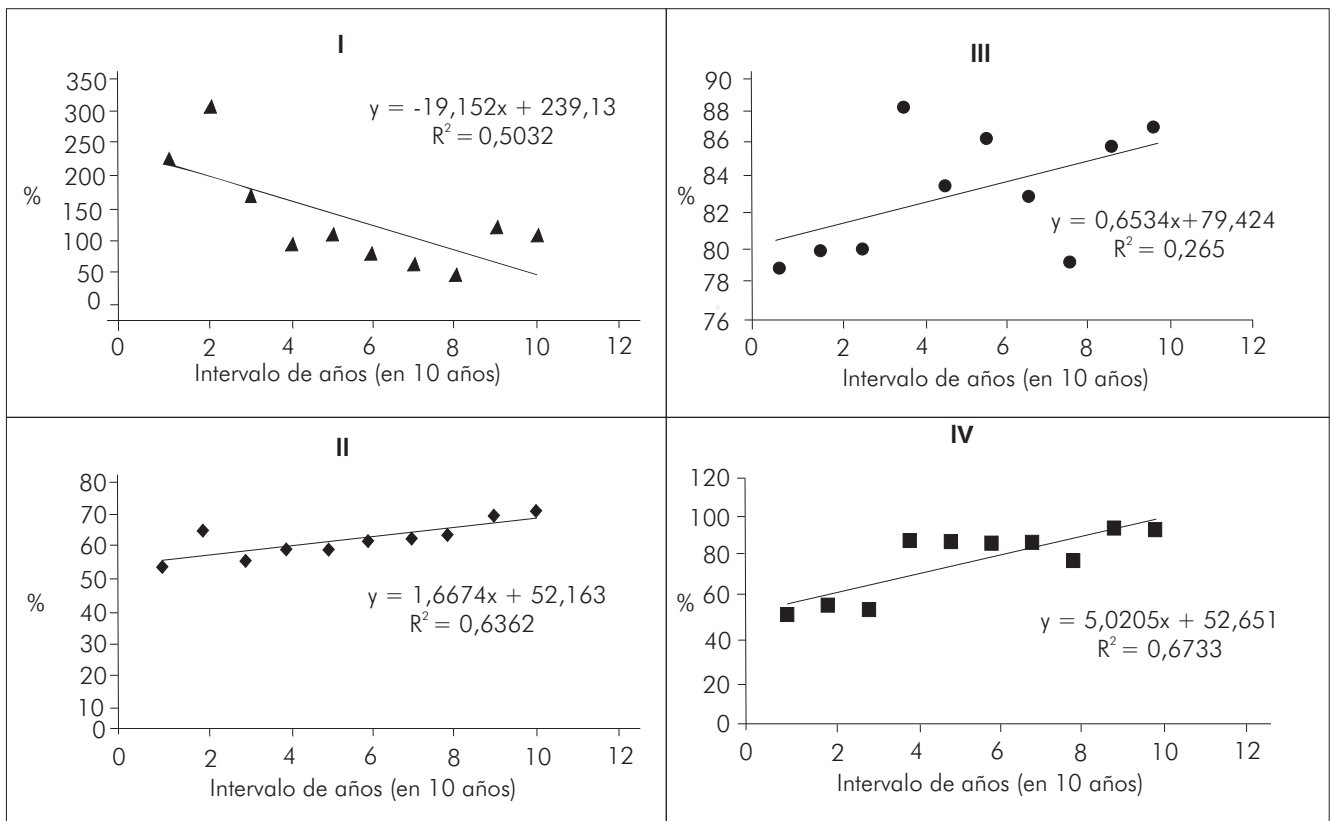 I
350
300
250
200
150
100
50
0
%
y = -19,152x + 239,13
R² = 0,5032
0 2 4 6 8 10 12
Intervalo de años (en 10 años)
III
90
88
86
84
82
80
78
76
%
y = 0,6534x+79,424
R² = 0,265
0 2 4 6 8 10 12
Intervalo de años (en 10 años)
II
80
70
60
50
40
30
20
10
0
%
y = 1,6674x + 52,163
R² = 0,6362
0 2 4 6 8 10 12
Intervalo de años (en 10 años)
IV
120
100
80
60
40
20
0
%
y = 5,0205x + 52,651
R² = 0,6733
0 2 4 6 8 10 12
Intervalo de años (en 10 años)